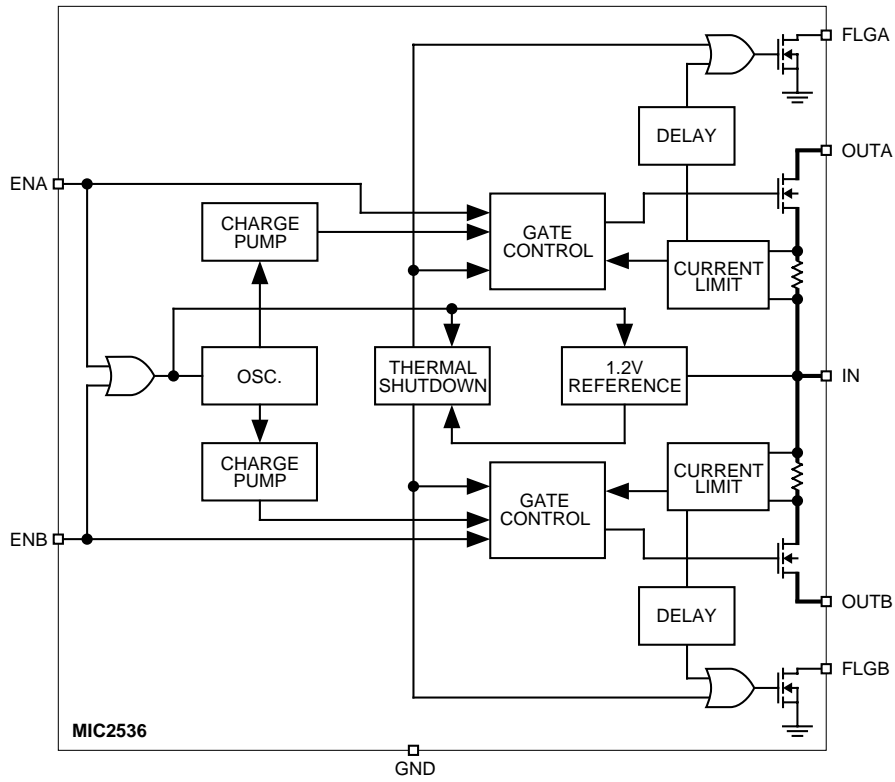 FLGA
DELAY
OUTA
ENA
CHARGE
PUMP
GATE
CONTROL
CURRENT
LIMIT
OSC.
THERMAL
SHUTDOWN
1.2V
REFERENCE
IN
CHARGE
PUMP
GATE
CONTROL
CURRENT
LIMIT
ENB
DELAY
OUTB
FLGB
MIC2536
GND